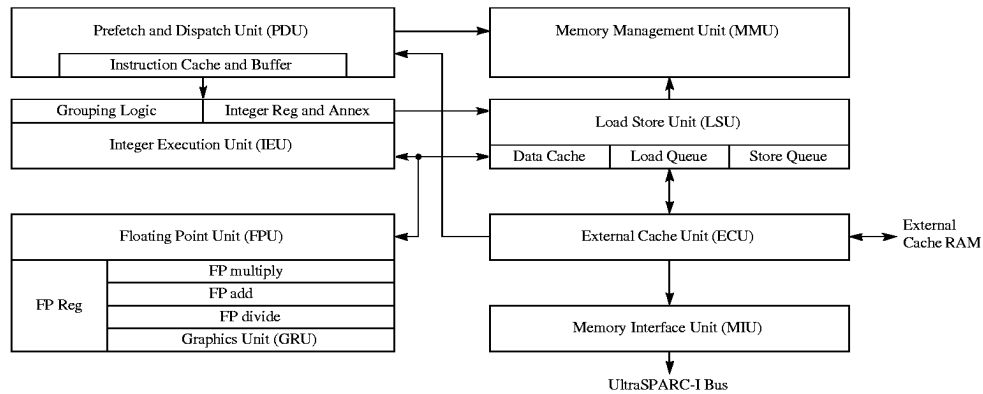 Prefetch and Dispatch Unit (PDU)
Instruction Cache and Buffer
Memory Management Unit (MMU)
Grouping Logic
Integer Reg and Annex
Integer Execution Unit (IEU)
Load Store Unit (LSU)
Data Cache
Load Queue
Store Queue
Floating Point Unit (FPU)
FP Reg
FP multiply
FP add
FP divide
Graphics Unit (GRU)
External Cache Unit (ECU)
External
Cache RAM
Memory Interface Unit (MIU)
UltraSPARC-I Bus